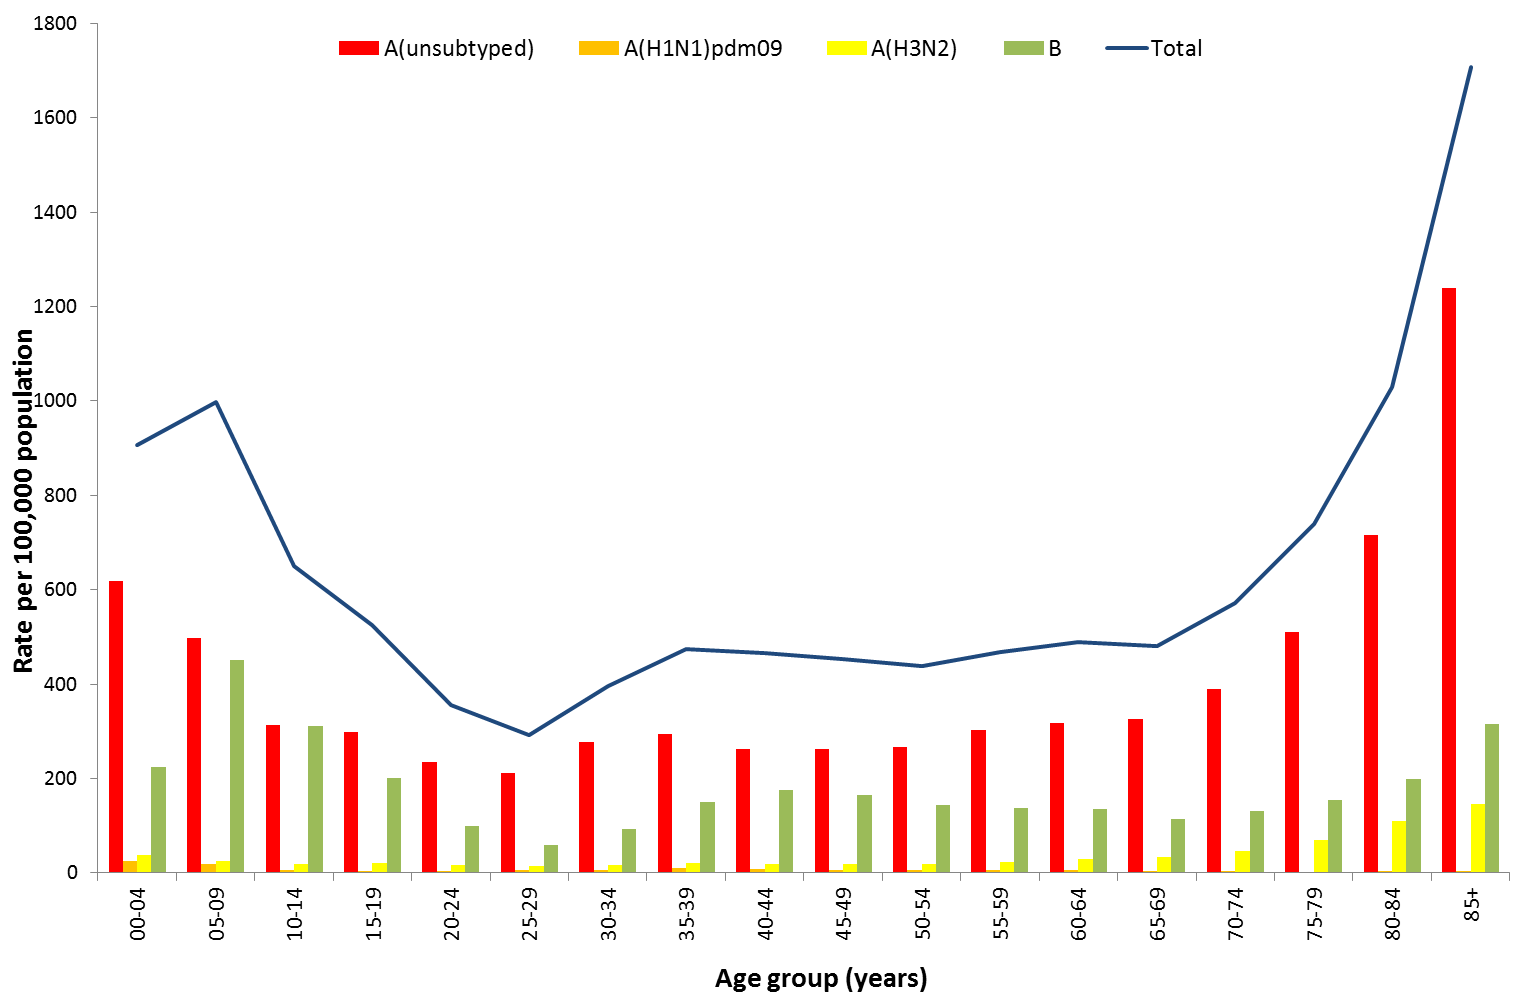 1800
1600
1400
1200
1000
800
600
400
200
0
Rate per 100,000 population
A(unsubtyped) A(H1N1)pdm09 A(H3N2) B Total
00-04 05-09 10-14 15-19 20-24 25-29 30-34 35-39 40-44 45-49 50-54 55-59 60-64 65-69 70-74 75-79 80-84 85+
Age group (years)